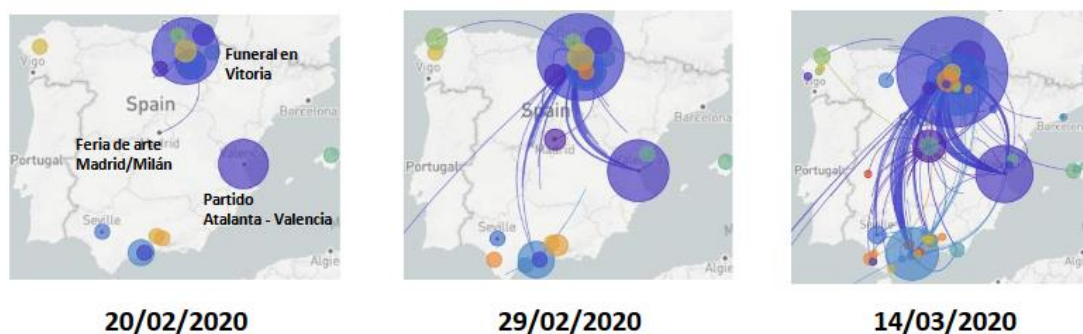 Funeral en
Vitoria
Vigo
Spain
Barcelona
Feria de arte
Madrid/Milán
Portugal
Partido
Atalanta - Valencia
Seville
Algie
20/02/2020
Vigo
Spain
Barcelona
Madrid
Portugal
Seville
Algie
29/02/2020
Vigo
Barcelona
Portugal
Algie
14/03/2020